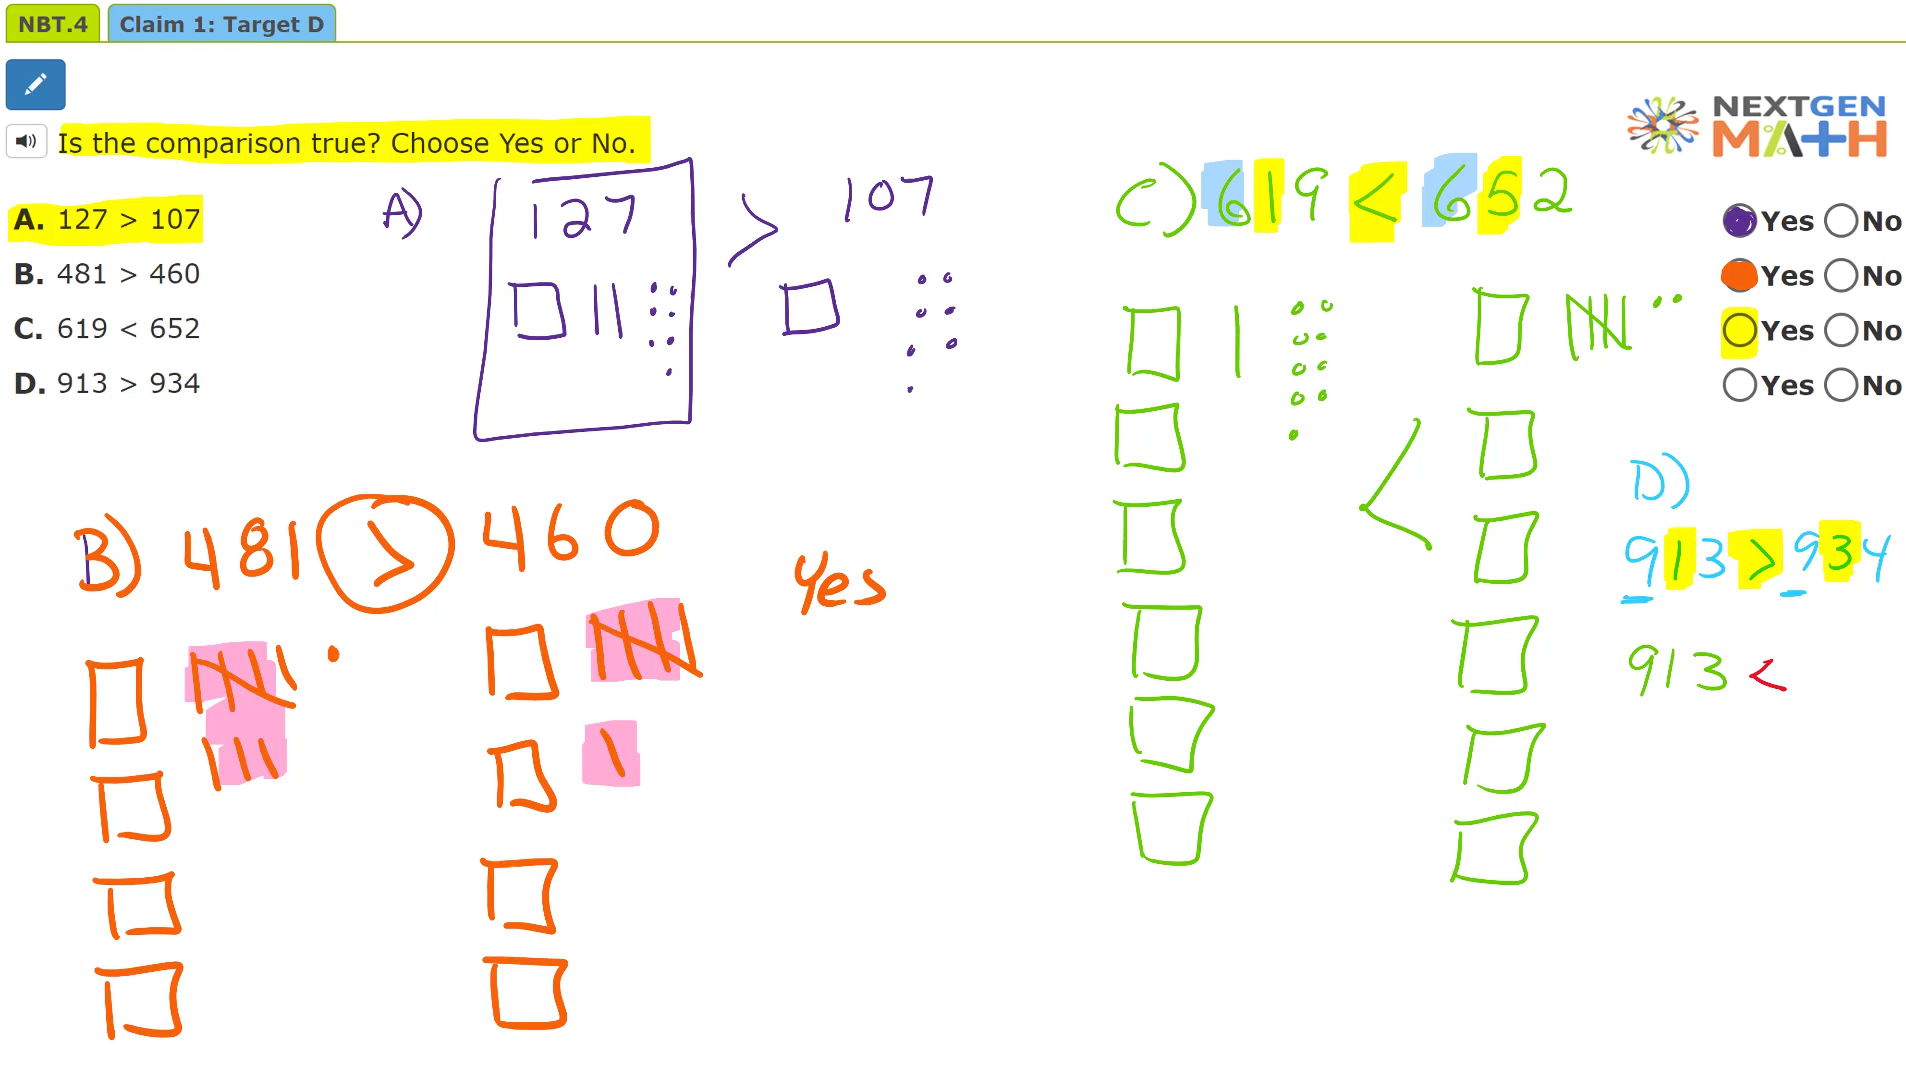 NBT.4 Claim 1: Target D
NEXTGEN
MATH
Is the comparison true? Choose Yes or No.
A. 127 > 107 Yes No
B. 481 > 460 Yes No
C. 619 < 652 Yes No
D. 913 > 934 Yes No
A) 127 > 107
B) 481 > 460 Yes
C) 619 < 652
<
D)
913 > 934
913 <